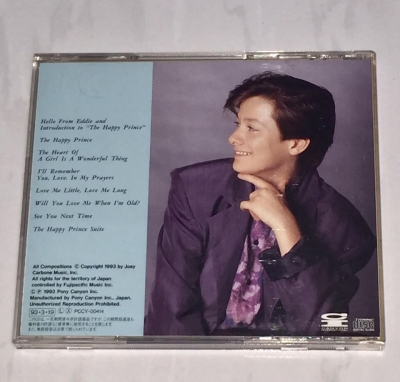 Hello From Eddie and
Introduction to "The Happy Prince"
The Happy Prince
The Heart Of
A Girl Is A Wonderful Thing
I'll Remember
You, Love, In My Prayers
Love Me Little, Love Me Long
Will You Love Me When I'm Old?
See You Next Time
The Happy Prince Suite
All Compositions Ⓒ Copyright 1993 by Joey
Carbone Music, Inc.
All rights for the territory of Japan
controlled by Fujipacific Music Inc.
Ⓒ Ⓟ 1993 Pony Canyon Inc.
Manufactured by Pony Canyon Inc., Japan.
Unauthorized Reproduction Prohibited.
93·3·19 PCCY-00414
disc